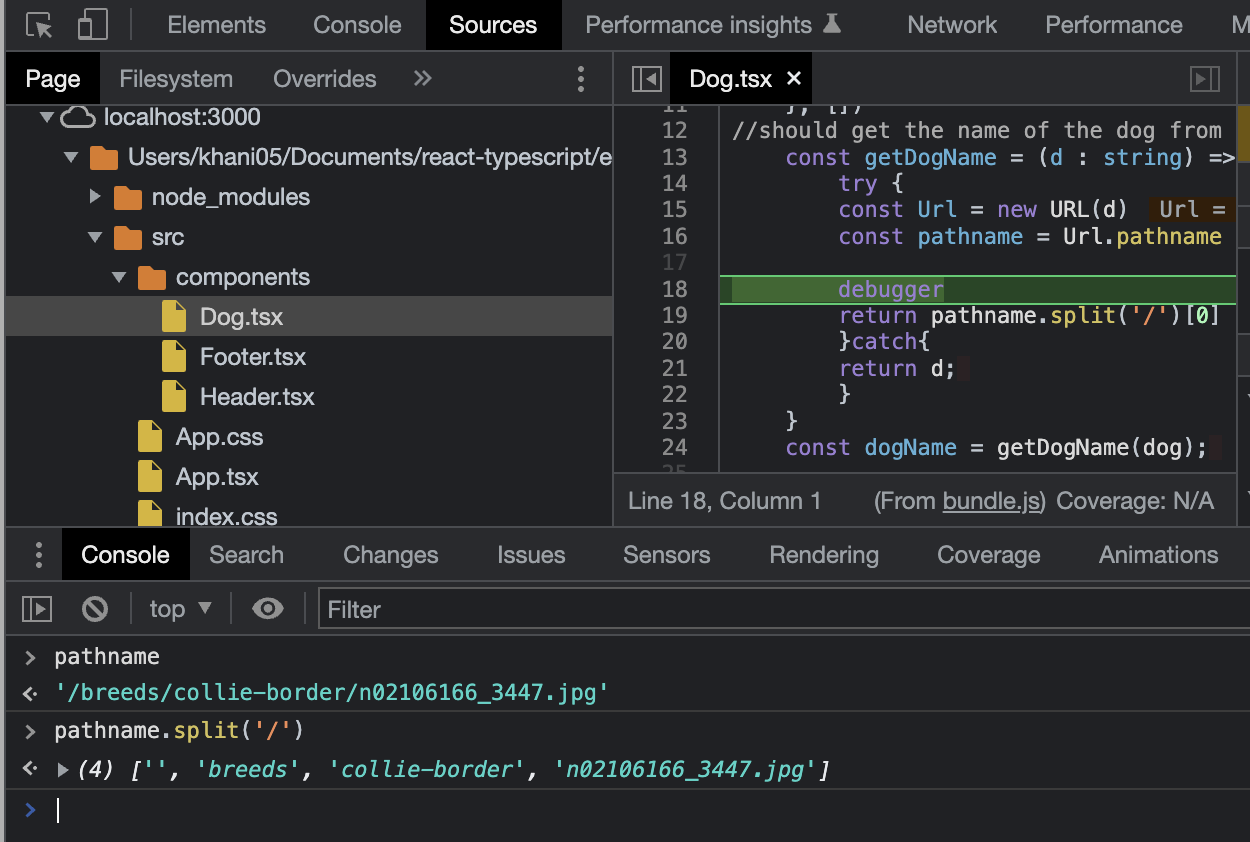 Elements Console Sources Performance insights Network Performance M
Page Filesystem Overrides »
Dog.tsx ×
localhost:3000
Users/khani05/Documents/react-typescript/e
node_modules
src
components
Dog.tsx
Footer.tsx
Header.tsx
App.css
App.tsx
index.css
11 }, [])
12 //should get the name of the dog from
13 const getDogName = (d : string) =>
14 try {
15 const Url = new URL(d) Url =
16 const pathname = Url.pathname
17
18 debugger
19 return pathname.split('/')[0]
20 }catch{
21 return d;
22 }
23 }
24 const dogName = getDogName(dog);
25
Line 18, Column 1 (From bundle.js) Coverage: N/A
Console Search Changes Issues Sensors Rendering Coverage Animations
top ▼ Filter
> pathname
'/breeds/collie-border/n02106166_3447.jpg'
> pathname.split('/')
(4) ['', 'breeds', 'collie-border', 'n02106166_3447.jpg']
>